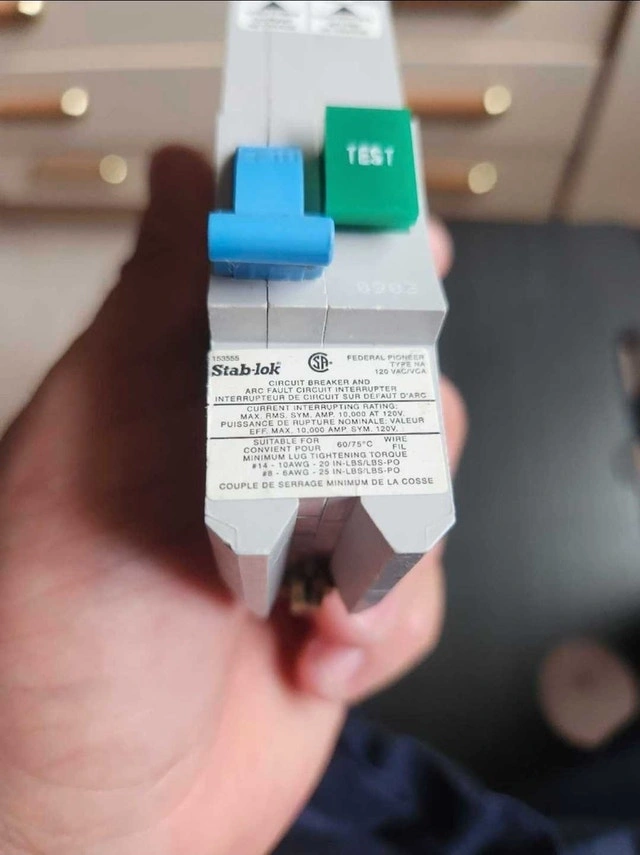 TEST
0903
153556
Stab-lok
FEDERAL PIONEER
TYPE NA
120 VAC/VCA
CIRCUIT BREAKER AND
ARC FAULT CIRCUIT INTERRUPTER
INTERRUPTEUR DE CIRCUIT SUR DEFAUT D'ARC
CURRENT INTERRUPTING RATING:
MAX. RMS. SYM. AMP. 10,000 AT 120V.
PUISSANCE DE RUPTURE NOMINALE: VALEUR
EFF. MAX. 10,000 AMP. SYM. 120V.
SUITABLE FOR 60/75°C WIRE
CONVIENT POUR FIL
MINIMUM LUG TIGHTENING TORQUE
#14 - 10AWG - 20 IN-LBS/LBS-PO
#8 - 6AWG - 25 IN-LBS/LBS-PO
COUPLE DE SERRAGE MINIMUM DE LA COSSE